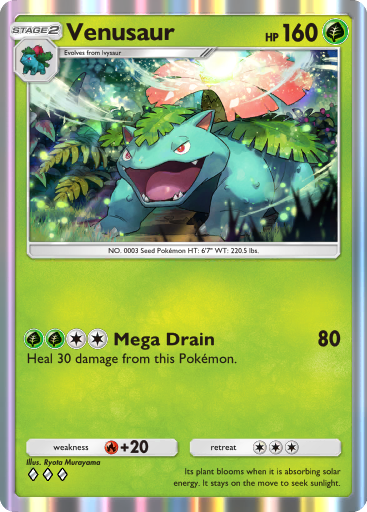 STAGE2 Venusaur HP 160
Evolves from Ivysaur
NO. 0003 Seed Pokémon HT: 6'7" WT: 220.5 lbs.
Mega Drain 80
Heal 30 damage from this Pokémon.
weakness +20 retreat
Illus. Ryota Murayama
Its plant blooms when it is absorbing solar
energy. It stays on the move to seek sunlight.